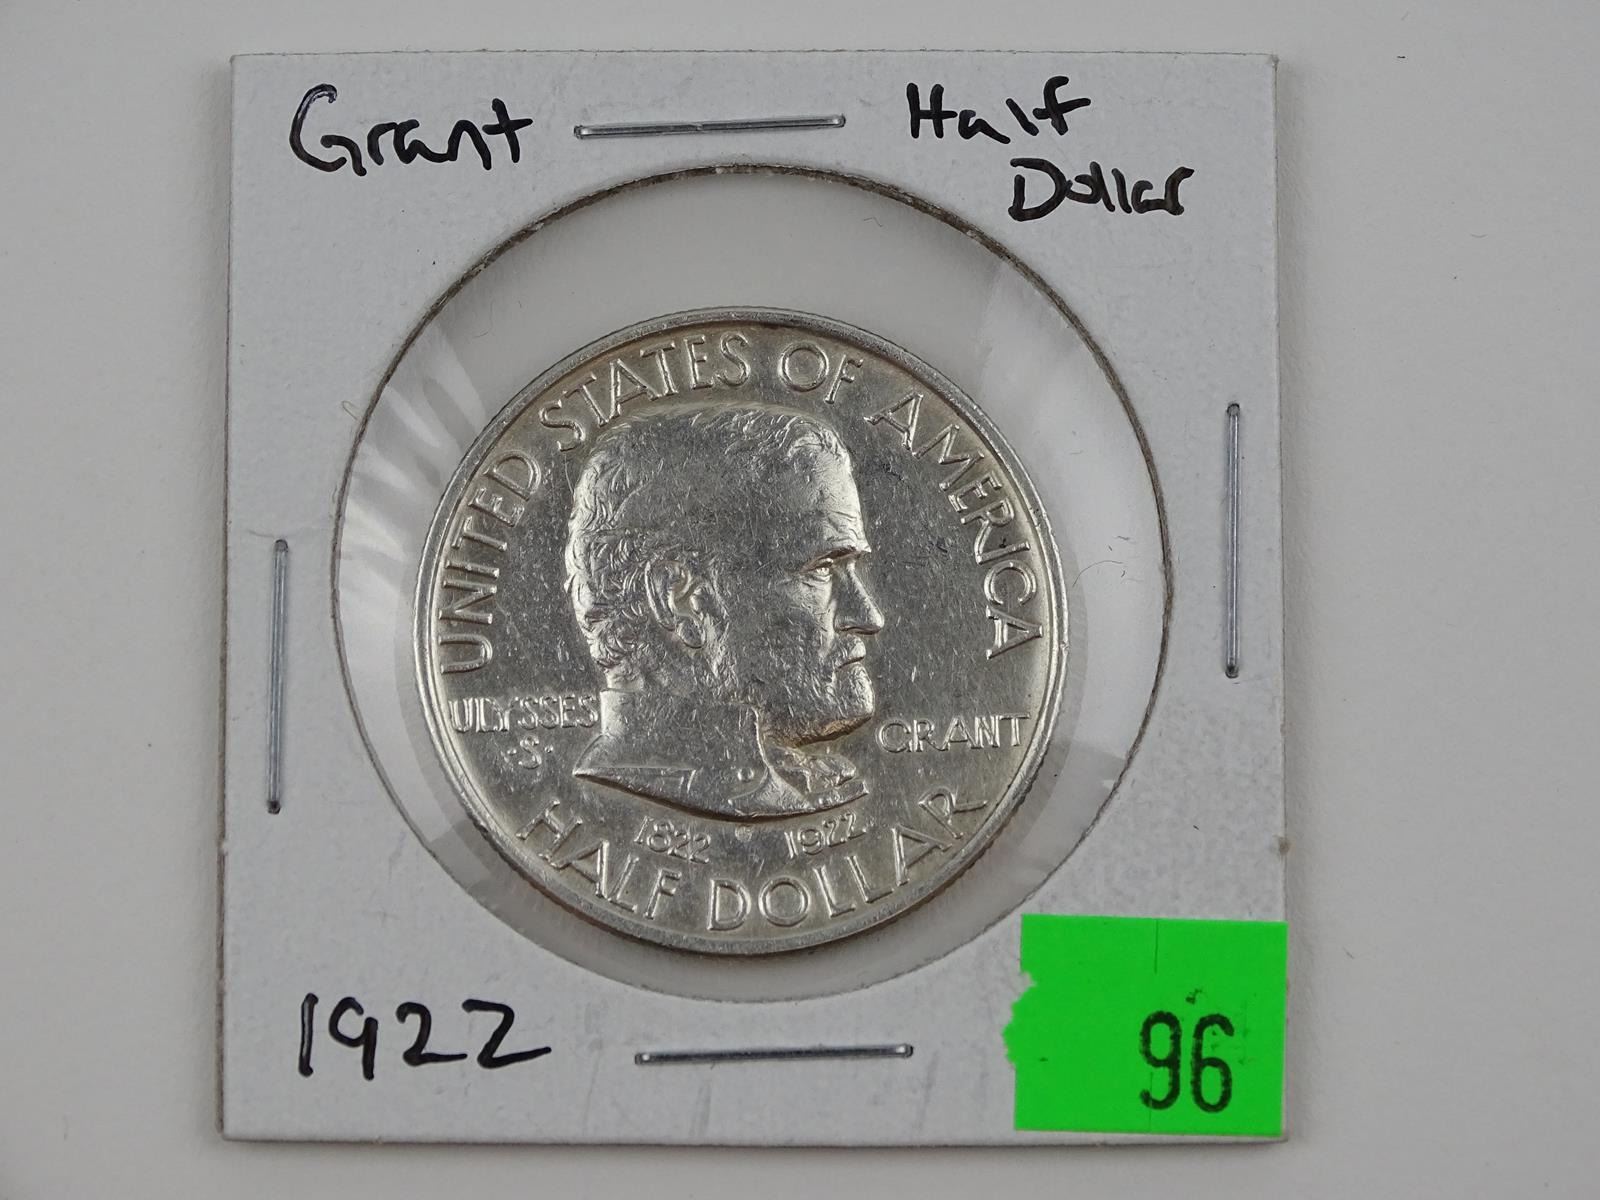 Grant Half
Dollar
UNITED STATES OF AMERICA
ULYSSES
·S·
GRANT
1822 1922
HALF DOLLAR
1922
96